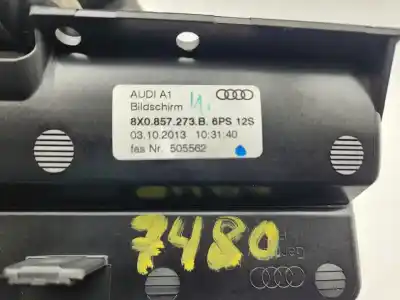 AUDI A1
Bildschirm
8X0.857.273.B. 6PS 12S
03.10.2013 10:31:40
fas Nr. 505562
7480